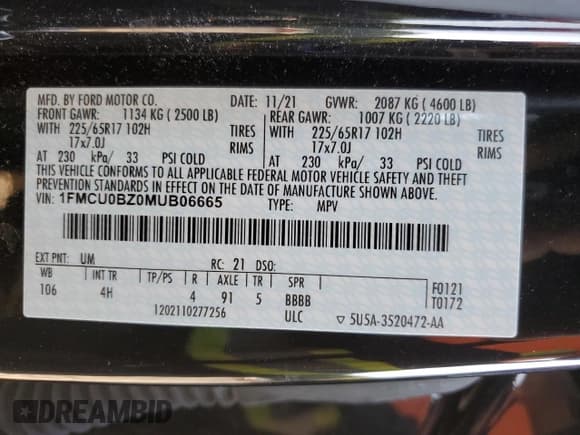 MFD. BY FORD MOTOR CO. DATE: 11/21 GVWR: 2087 KG ( 4600 LB)
FRONT GAWR: 1134 KG ( 2500 LB) REAR GAWR: 1007 KG ( 2220 LB)
WITH 225/65R17 102H TIRES WITH 225/65R17 102H TIRES
17x7.0J RIMS 17x7.0J RIMS
AT 230 kPa/ 33 PSI COLD AT 230 kPa/ 33 PSI COLD
THIS VEHICLE CONFORMS TO ALL APPLICABLE FEDERAL MOTOR VEHICLE SAFETY AND THEFT
PREVENTION STANDARDS IN EFFECT ON THE DATE OF MANUFACTURE SHOWN ABOVE.
VIN: 1FMCU0BZ0MUB06665 TYPE: MPV
EXT PNT: UM RC: 21 DSO:
WB INT TR TP/PS R AXLE TR SPR F0121
106 4H 4 91 5 BBBB T0172
1202110277256 ULC ▽ 5U5A-3520472-AA
DREAMBID